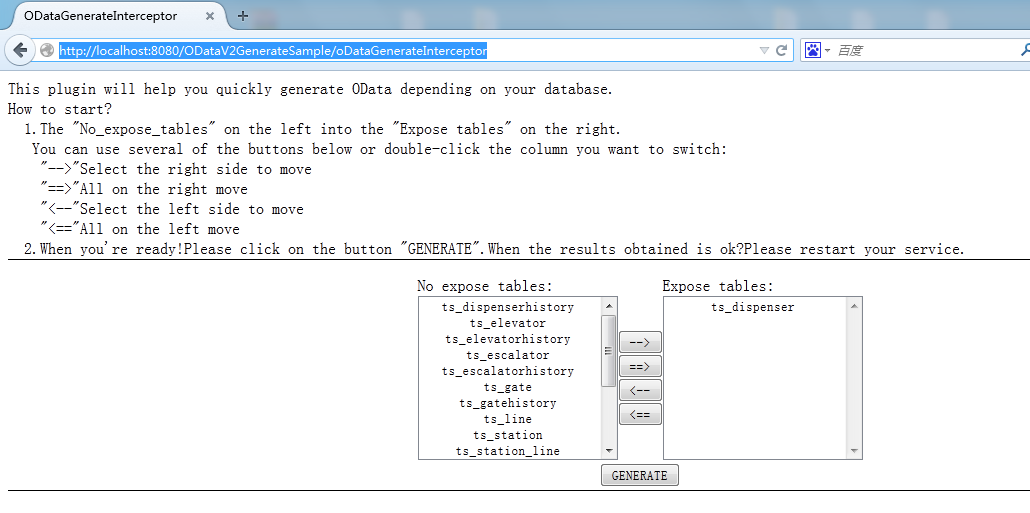 ODataGenerateInterceptor
http://localhost:8080/ODataV2GenerateSample/oDataGenerateInterceptor
百度
This plugin will help you quickly generate OData depending on your database.
How to start?
1.The "No_expose_tables" on the left into the "Expose tables" on the right.
You can use several of the buttons below or double-click the column you want to switch:
"-->"Select the right side to move
"==>"All on the right move
"<--"Select the left side to move
"<=="All on the left move
2.When you're ready!Please click on the button "GENERATE".When the results obtained is ok?Please restart your service.
No expose tables:
ts_dispenserhistory
ts_elevator
ts_elevatorhistory
ts_escalator
ts_escalatorhistory
ts_gate
ts_gatehistory
ts_line
ts_station
ts_station_line
-->
==>
<--
<==
Expose tables:
ts_dispenser
GENERATE